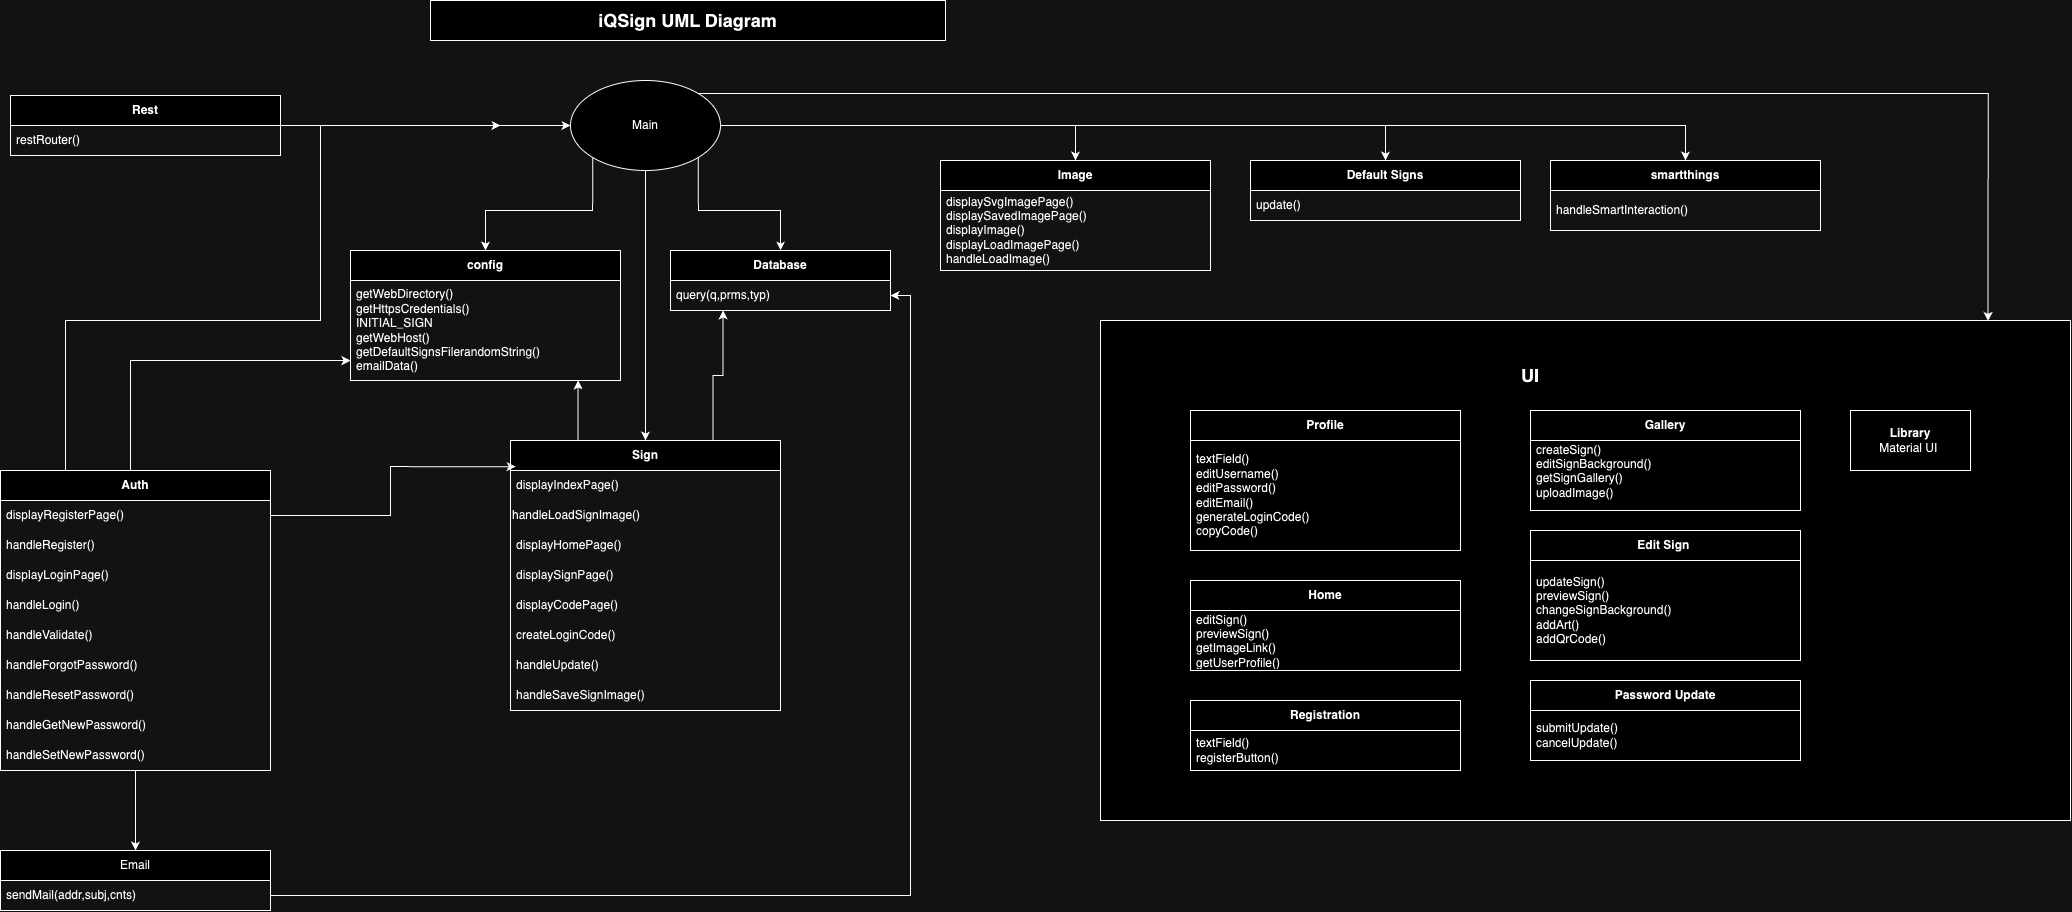 iQSign UML Diagram
Rest
restRouter()
Main
Image
displaySvgImagePage()
displaySavedImagePage()
displayImage()
displayLoadImagePage()
handleLoadImage()
Default Signs
update()
smartthings
handleSmartInteraction()
config
getWebDirectory()
getHttpsCredentials()
INITIAL_SIGN
getWebHost()
getDefaultSignsFilerandomString()
emailData()
Database
query(q,prms,typ)
Sign
displayIndexPage()
handleLoadSignImage()
displayHomePage()
displaySignPage()
displayCodePage()
createLoginCode()
handleUpdate()
handleSaveSignImage()
Auth
displayRegisterPage()
handleRegister()
displayLoginPage()
handleLogin()
handleValidate()
handleForgotPassword()
handleResetPassword()
handleGetNewPassword()
handleSetNewPassword()
Email
sendMail(addr,subj,cnts)
UI
Profile
textField()
editUsername()
editPassword()
editEmail()
generateLoginCode()
copyCode()
Home
editSign()
previewSign()
getImageLink()
getUserProfile()
Registration
textField()
registerButton()
Gallery
createSign()
editSignBackground()
getSignGallery()
uploadImage()
Edit Sign
updateSign()
previewSign()
changeSignBackground()
addArt()
addQrCode()
Password Update
submitUpdate()
cancelUpdate()
Library
Material UI